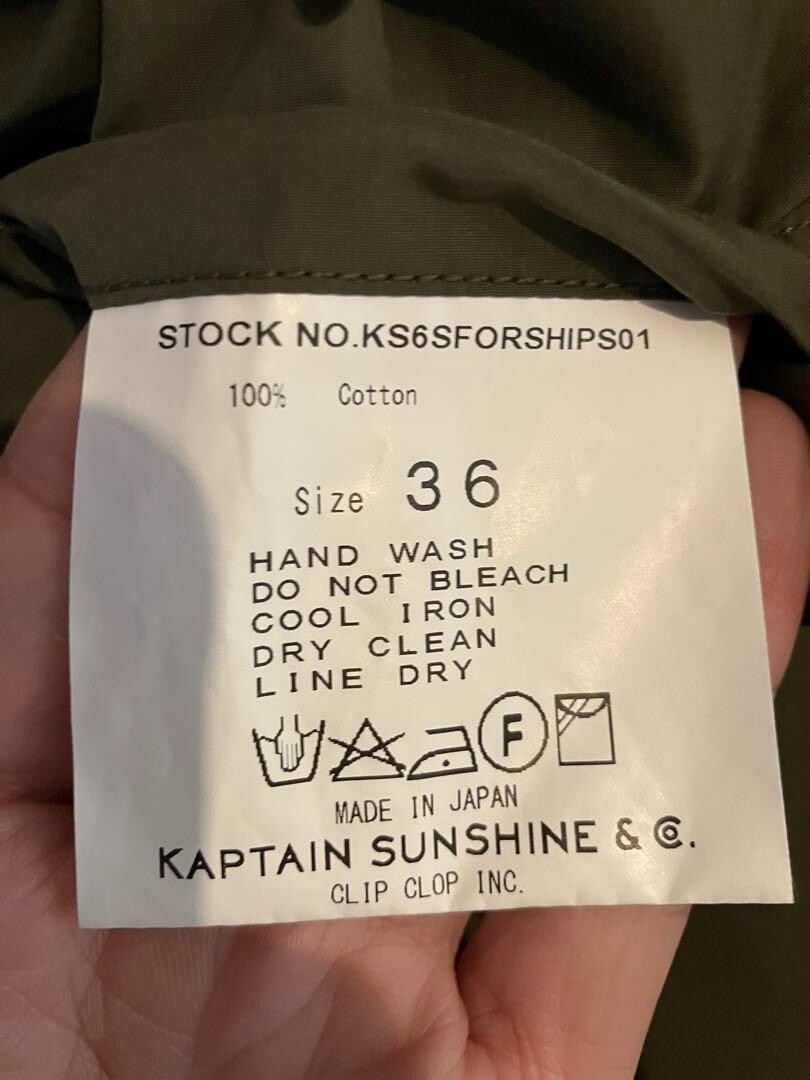 STOCK NO.KS6SFORSHIPS01
100% Cotton
Size 36
HAND WASH
DO NOT BLEACH
COOL IRON
DRY CLEAN
LINE DRY
F
MADE IN JAPAN
KAPTAIN SUNSHINE & Co.
CLIP CLOP INC.